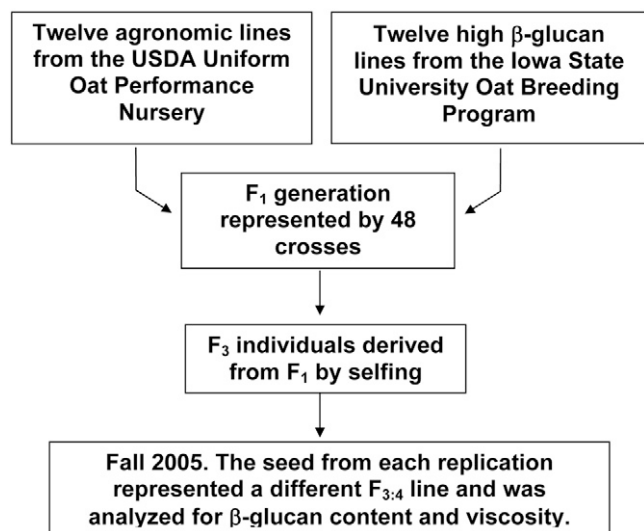 Twelve agronomic lines
from the USDA Uniform
Oat Performance
Nursery
Twelve high β-glucan
lines from the Iowa State
University Oat Breeding
Program
F₁ generation
represented by 48
crosses
F₃ individuals derived
from F₁ by selfing
Fall 2005. The seed from each replication
represented a different F₃:₄ line and was
analyzed for β-glucan content and viscosity.